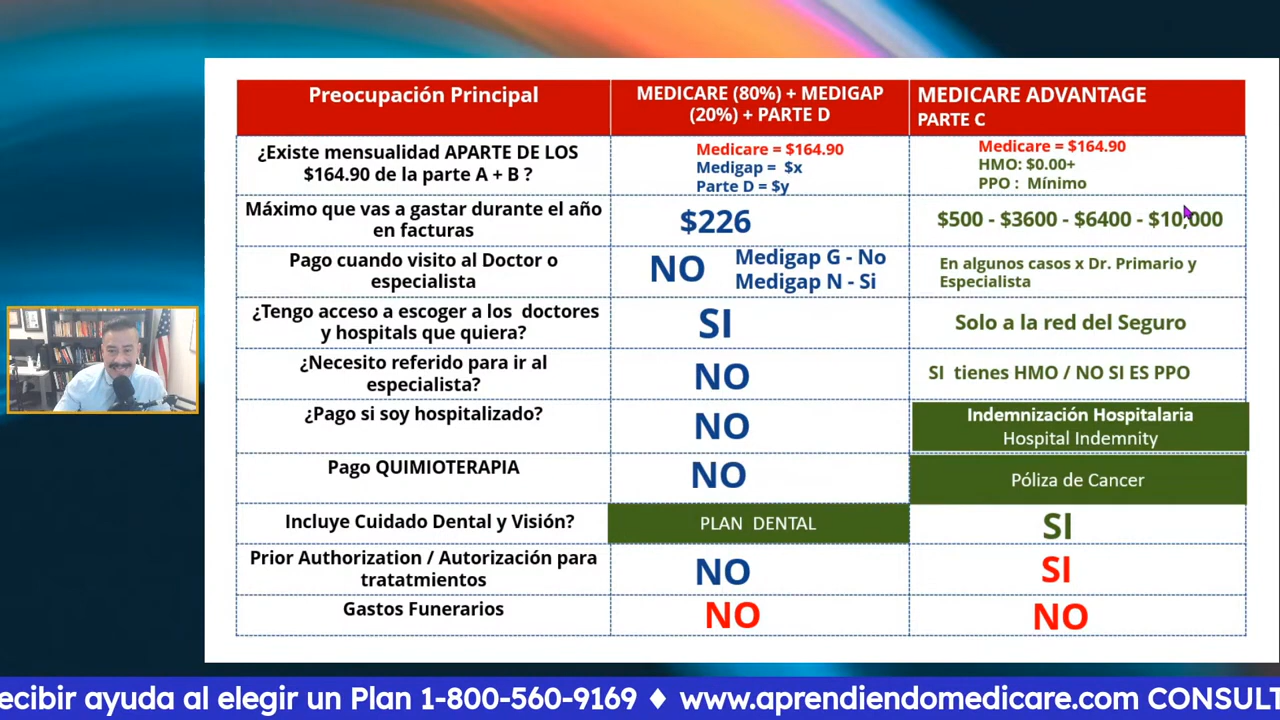 Preocupación Principal
MEDICARE (80%) + MEDIGAP
(20%) + PARTE D
MEDICARE ADVANTAGE
PARTE C
¿Existe mensualidad APARTE DE LOS
$164.90 de la parte A + B ?
Medicare = $164.90
Medigap = $x
Parte D = $y
Medicare = $164.90
HMO: $0.00+
PPO : Mínimo
Máximo que vas a gastar durante el año
en facturas
$226
$500 - $3600 - $6400 - $10,000
Pago cuando visito al Doctor o
especialista
NO
Medigap G - No
Medigap N - Si
En algunos casos x Dr. Primario y
Especialista
¿Tengo acceso a escoger a los doctores
y hospitals que quiera?
SI
Solo a la red del Seguro
¿Necesito referido para ir al
especialista?
NO
SI tienes HMO / NO SI ES PPO
¿Pago si soy hospitalizado?
NO
Indemnización Hospitalaria
Hospital Indemnity
Pago QUIMIOTERAPIA
NO
Póliza de Cancer
Incluye Cuidado Dental y Visión?
PLAN DENTAL
SI
Prior Authorization / Autorización para
tratatmientos
NO
SI
Gastos Funerarios
NO
NO
ecibir ayuda al elegir un Plan 1-800-560-9169 ♦ www.aprendiendomedicare.com CONSULT